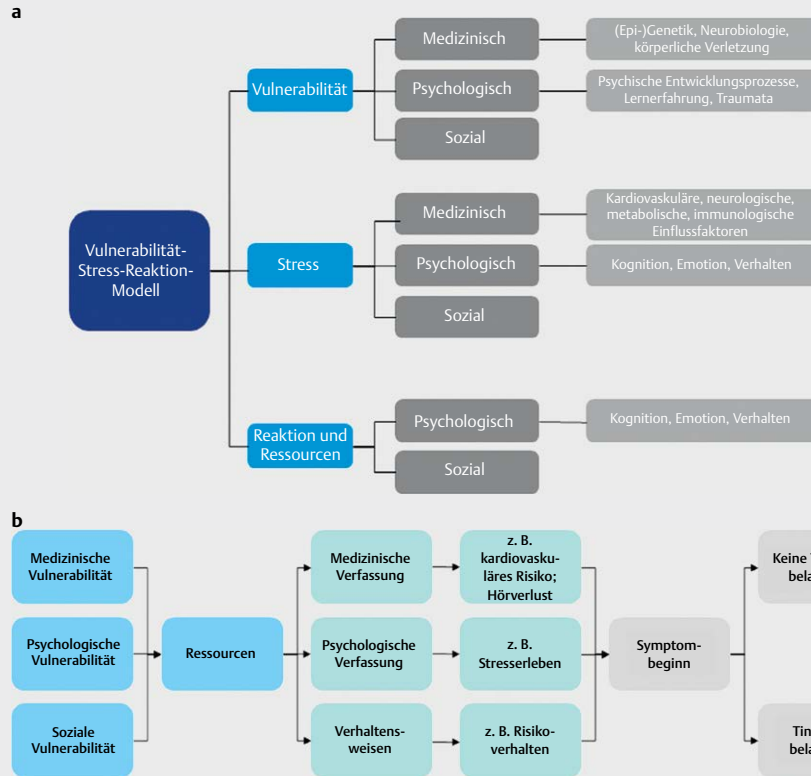 a
Vulnerabilität-
Stress-Reaktion-
Modell
Vulnerabilität
Medizinisch
(Epi-)Genetik, Neurobiologie,
körperliche Verletzung
Psychologisch
Psychische Entwicklungsprozesse,
Lernerfahrung, Traumata
Sozial
Stress
Medizinisch
Kardiovaskuläre, neurologische,
metabolische, immunologische
Einflussfaktoren
Psychologisch
Kognition, Emotion, Verhalten
Sozial
Reaktion und
Ressourcen
Psychologisch
Kognition, Emotion, Verhalten
Sozial
b
Medizinische
Vulnerabilität
Psychologische
Vulnerabilität
Soziale
Vulnerabilität
Ressourcen
Medizinische
Verfassung
Psychologische
Verfassung
Verhaltens-
weisen
z. B.
kardiovasku-
läres Risiko;
Hörverlust
z. B.
Stresserleben
z. B. Risiko-
verhalten
Symptom-
beginn
Keine
bela
Tin
bela